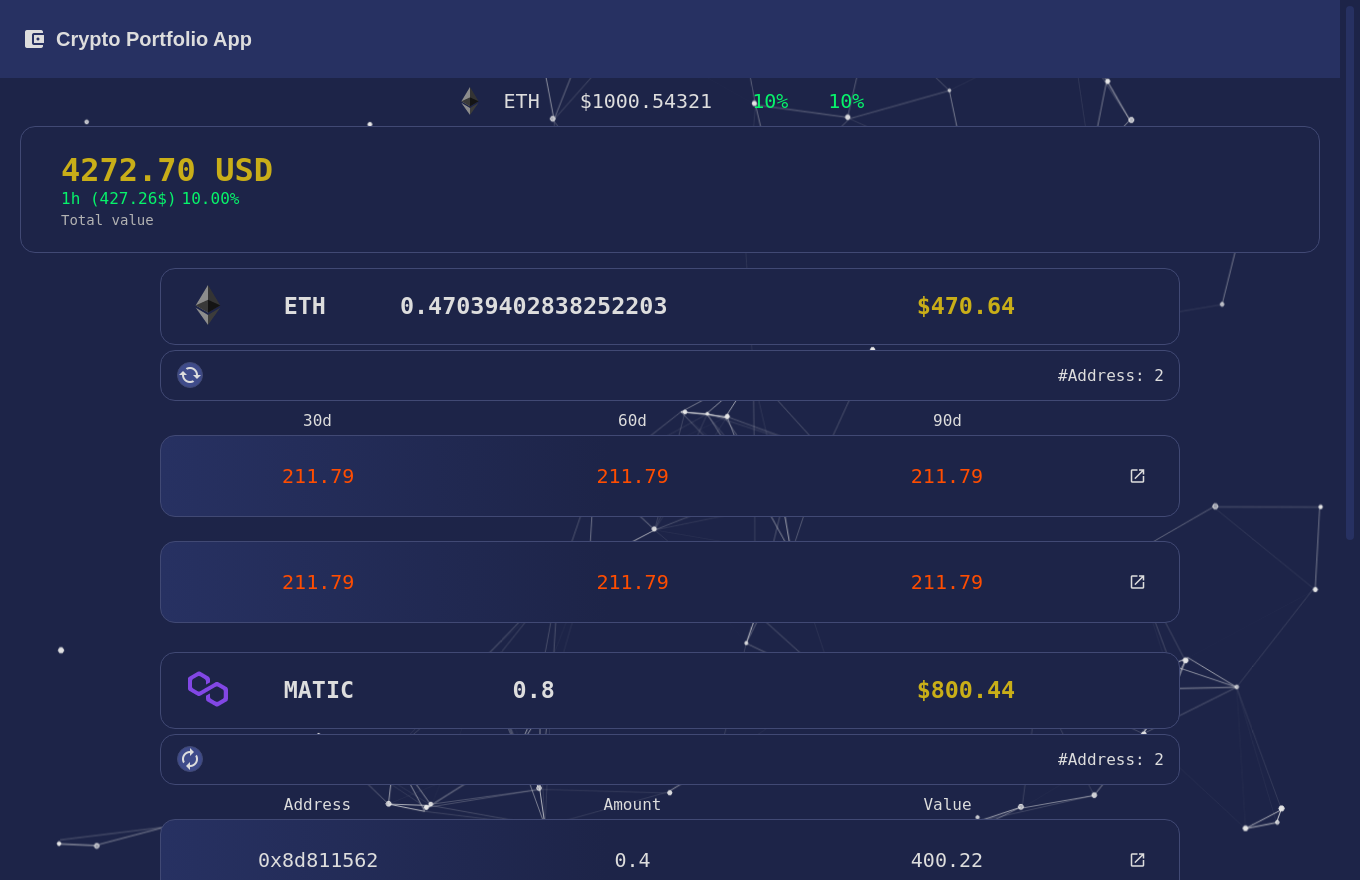 Crypto Portfolio App
ETH $1000.54321 10% 10%
4272.70 USD
1h (427.26$) 10.00%
Total value
ETH 0.47039402838252203 $470.64
#Address: 2
30d 60d 90d
211.79 211.79 211.79
211.79 211.79 211.79
MATIC 0.8 $800.44
#Address: 2
Address Amount Value
0x8d811562 0.4 400.22